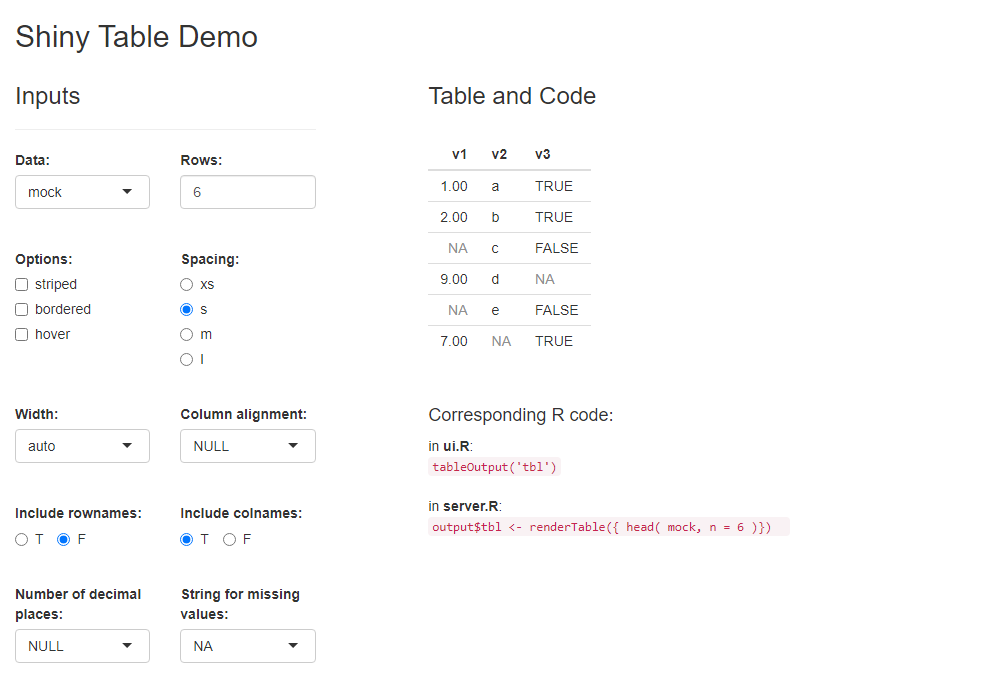 Shiny Table Demo
Inputs
Data: Rows:
mock 6
Options: Spacing:
striped xs
bordered s
hover m
l
Width: Column alignment:
auto NULL
Include rownames: Include colnames:
T F T F
Number of decimal places: String for missing values:
NULL NA
Table and Code
v1 v2 v3
1.00 a TRUE
2.00 b TRUE
NA c FALSE
9.00 d NA
NA e FALSE
7.00 NA TRUE
Corresponding R code:
in ui.R:
tableOutput('tbl')
in server.R:
output$tbl <- renderTable({ head( mock, n = 6 )})